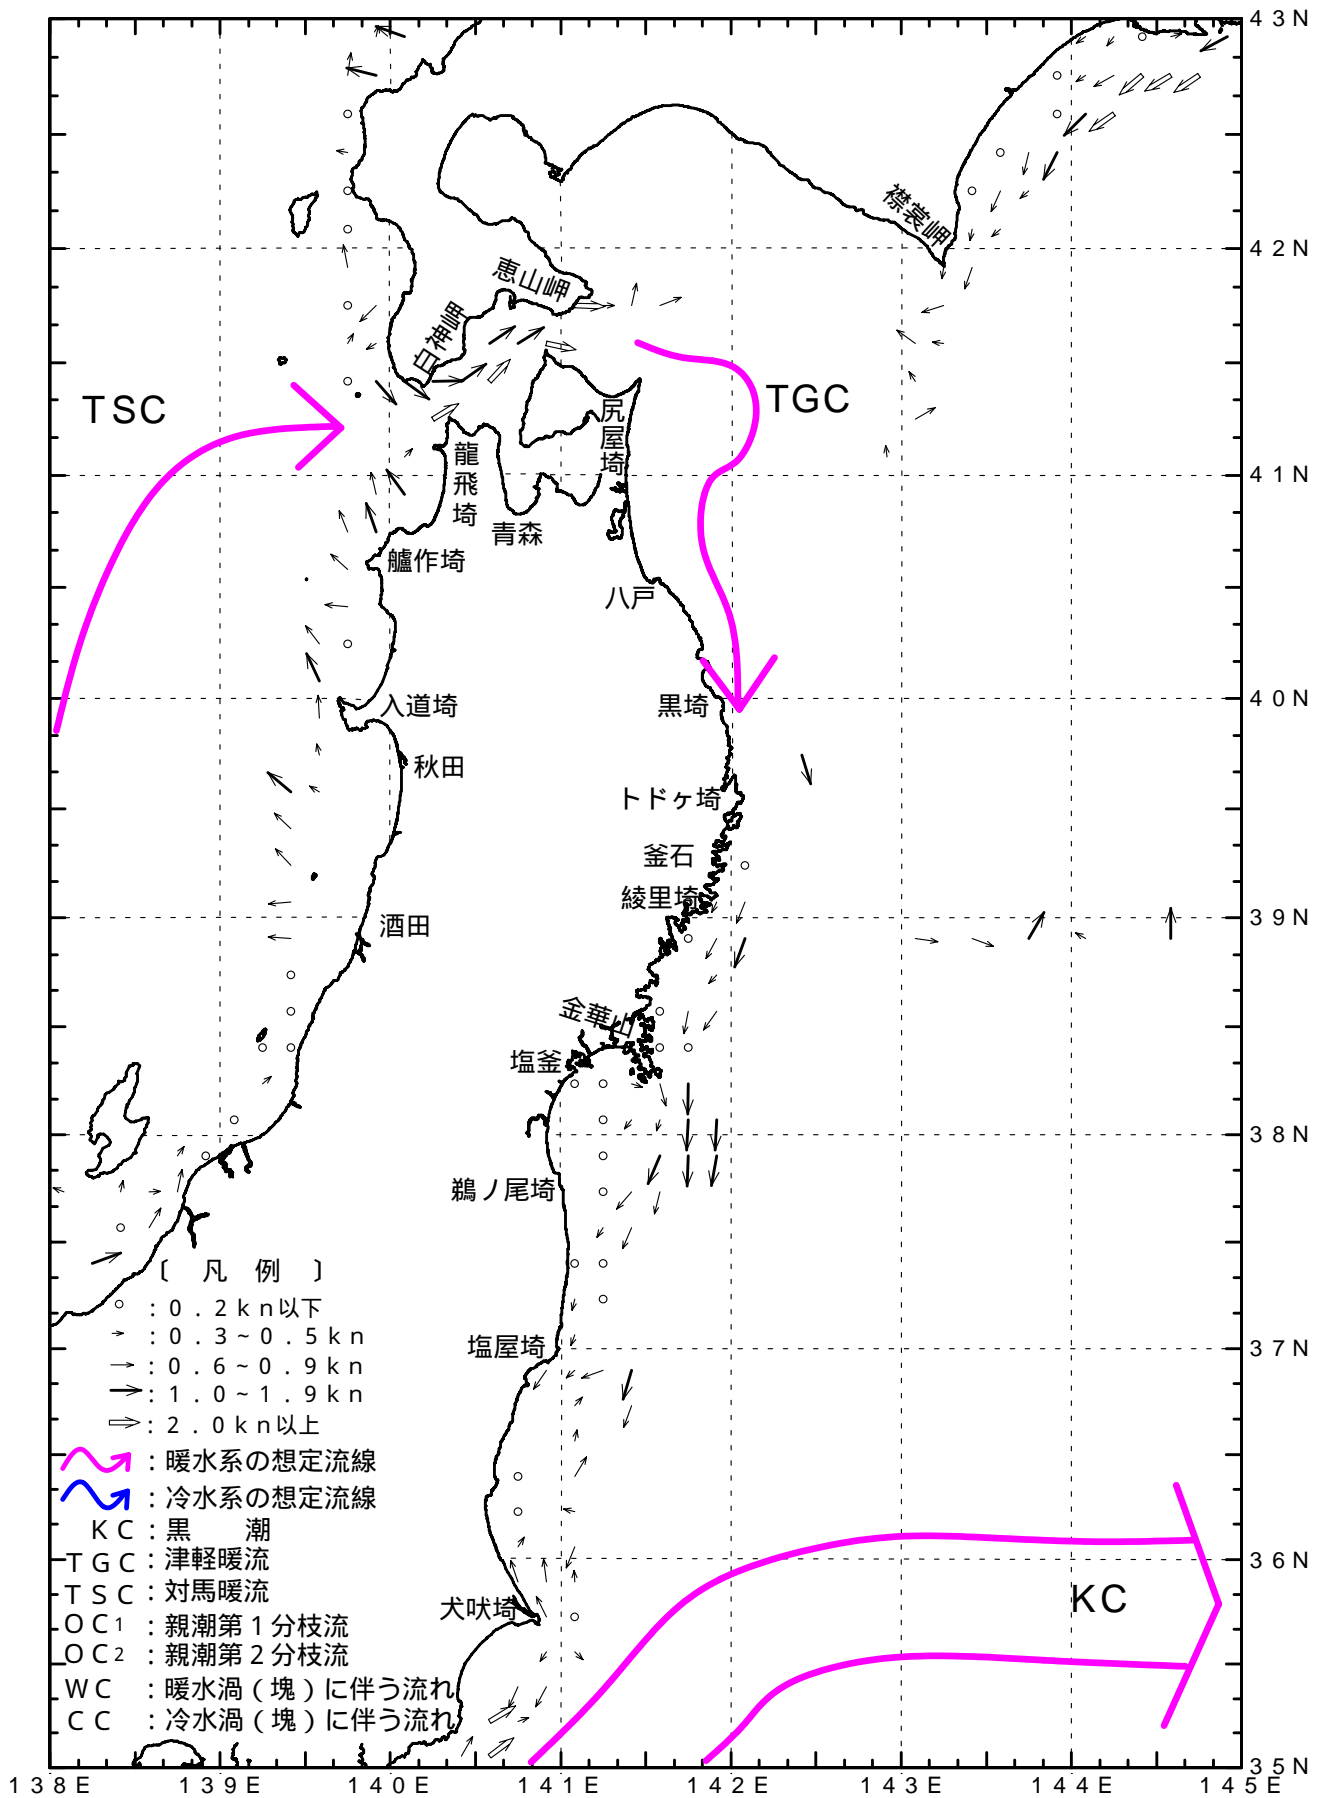 43N
襟裳岬
42N
恵山岬
白神岬
TSC
TGC
尻屋埼
龍飛埼
41N
青森
艫作埼
八戸
入道埼
黒埼
40N
秋田
トドヶ埼
釜石
綾里埼
39N
酒田
金華山
塩釜
38N
鵜ノ尾埼
〔 凡 例 〕
:0.2kn以下
:0.3~0.5kn
:0.6~0.9kn
:1.0~1.9kn
:2.0kn以上
塩屋埼
37N
:暖水系の想定流線
:冷水系の想定流線
KC:黒 潮
TGC:津軽暖流
TSC:対馬暖流
OC1:親潮第1分枝流
OC2:親潮第2分枝流
WC:暖水渦(塊)に伴う流れ
CC:冷水渦(塊)に伴う流れ
36N
犬吠埼
KC
35N
138E 139E 140E 141E 142E 143E 144E 145E